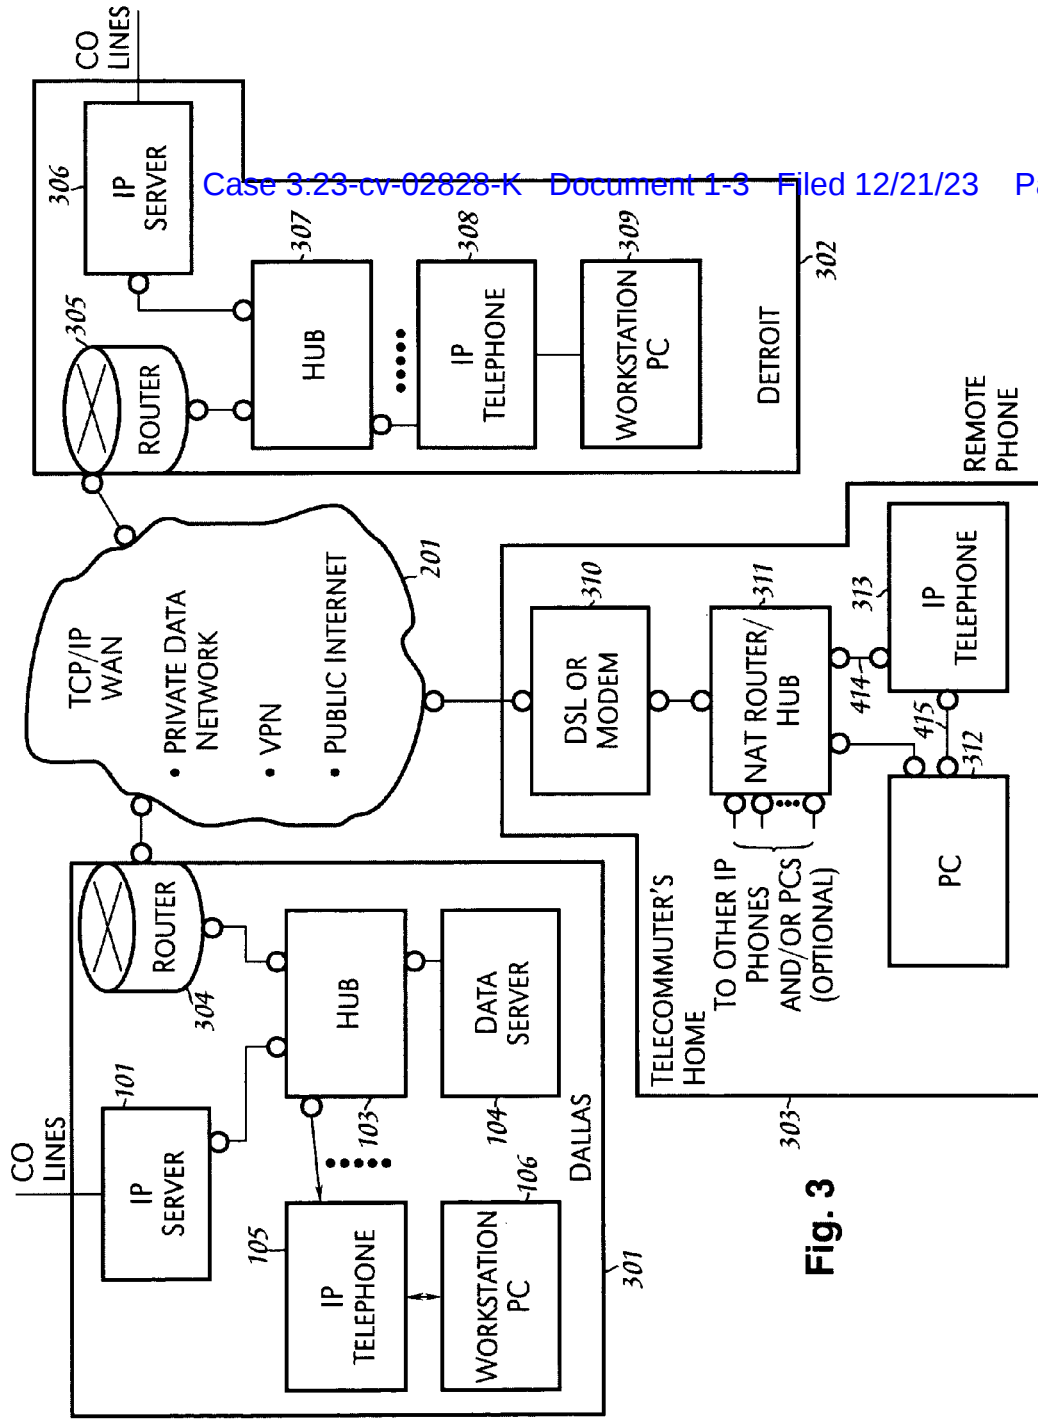 Case 3:23-cv-02828-K Document 1-3 Filed 12/21/23
CO
LINES
101
IP
SERVER
304
ROUTER
HUB
103
105
IP
TELEPHONE
DATA
SERVER
104
WORKSTATION
PC
106
DALLAS
301
TCP/IP
WAN
• PRIVATE DATA
NETWORK
• VPN
• PUBLIC INTERNET
201
CO
LINES
306
IP
SERVER
305
ROUTER
307
HUB
308
IP
TELEPHONE
309
WORKSTATION
PC
DETROIT
302
TELECOMMUTER'S
HOME
310
DSL OR
MODEM
311
NAT ROUTER/
HUB
TO OTHER IP
PHONES
AND/OR PCS
(OPTIONAL)
414
313
IP
TELEPHONE
415
312
PC
REMOTE
PHONE
303
Fig. 3